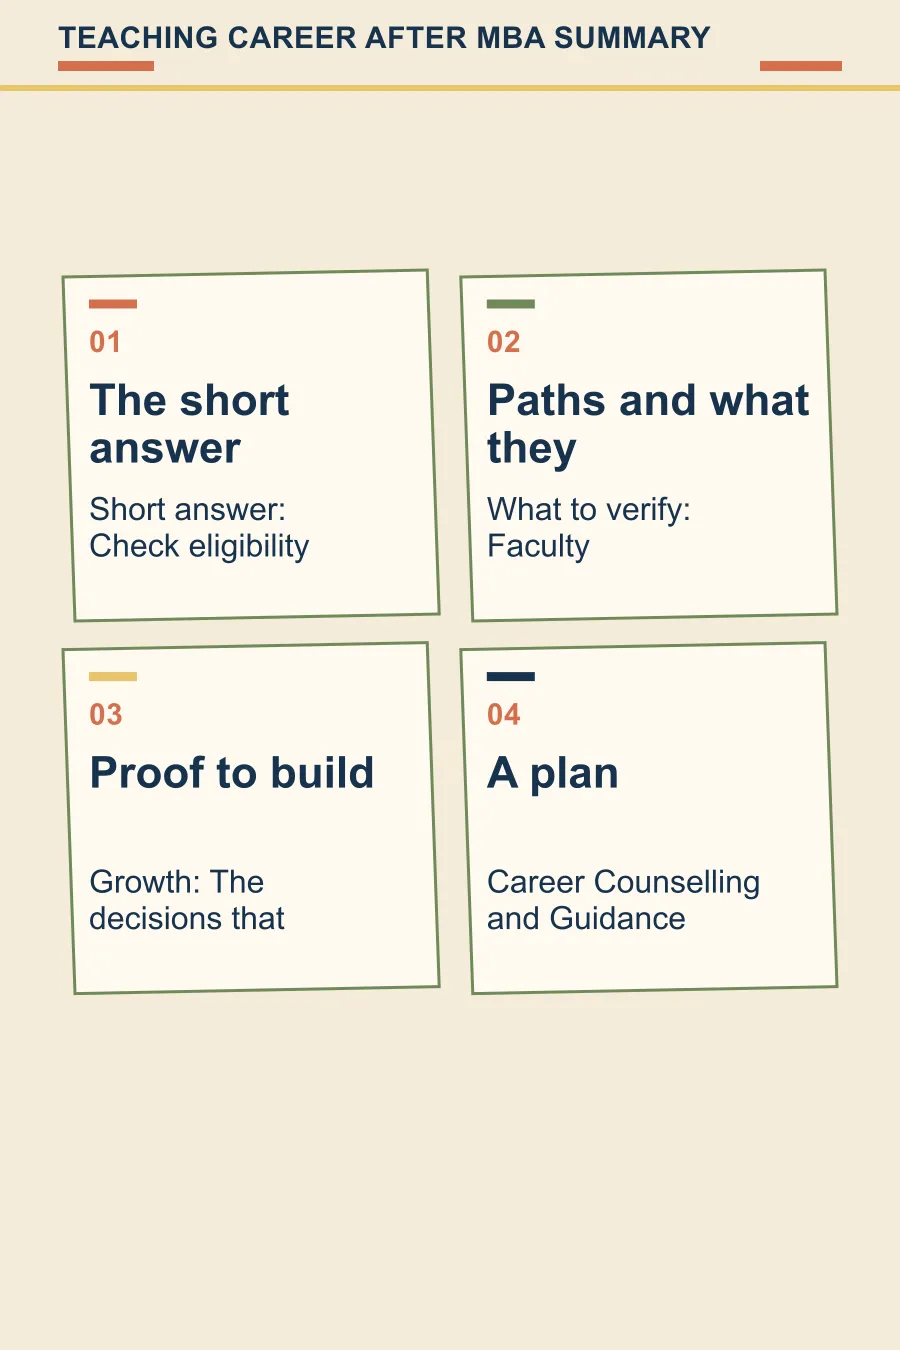 TEACHING CAREER AFTER MBA SUMMARY
01
The short
answer
Short answer:
Check eligibility
02
Paths and what
they
What to verify:
Faculty
03
Proof to build
Growth: The
decisions that
04
A plan
Career Counselling
and Guidance